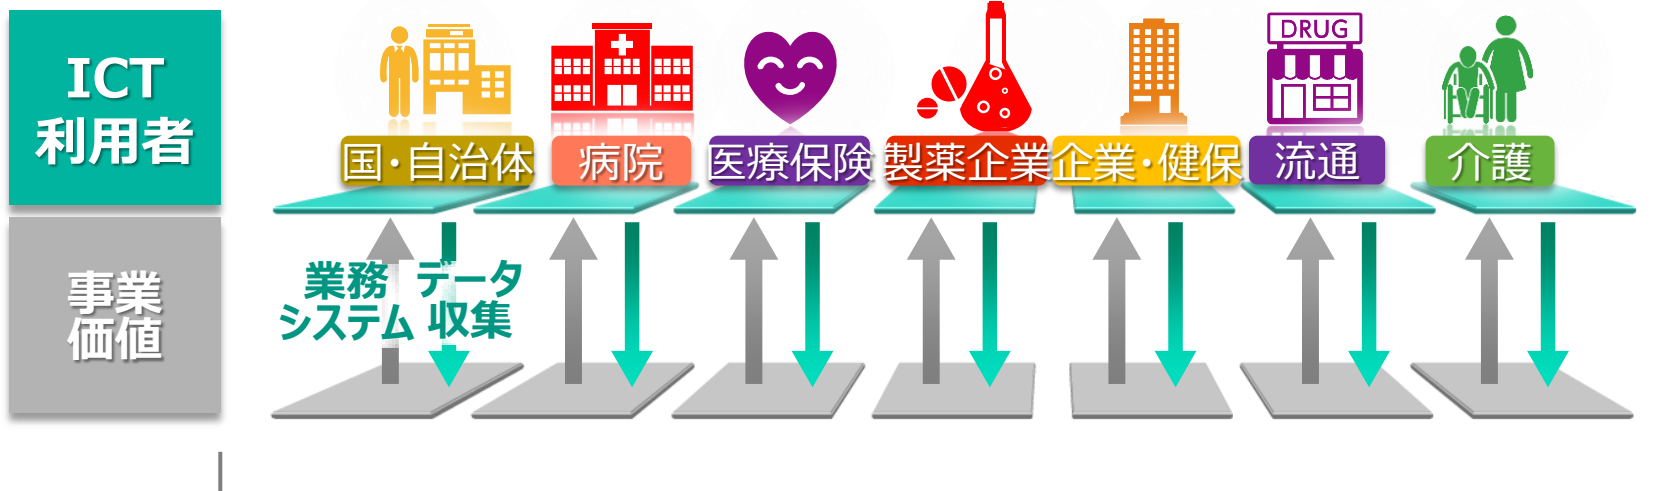 ICT
利用者
DRUG
国・自治体
病院
医療保険
製薬企業
企業・健保
流通
介護
事業
価値
業務
システム
データ
収集